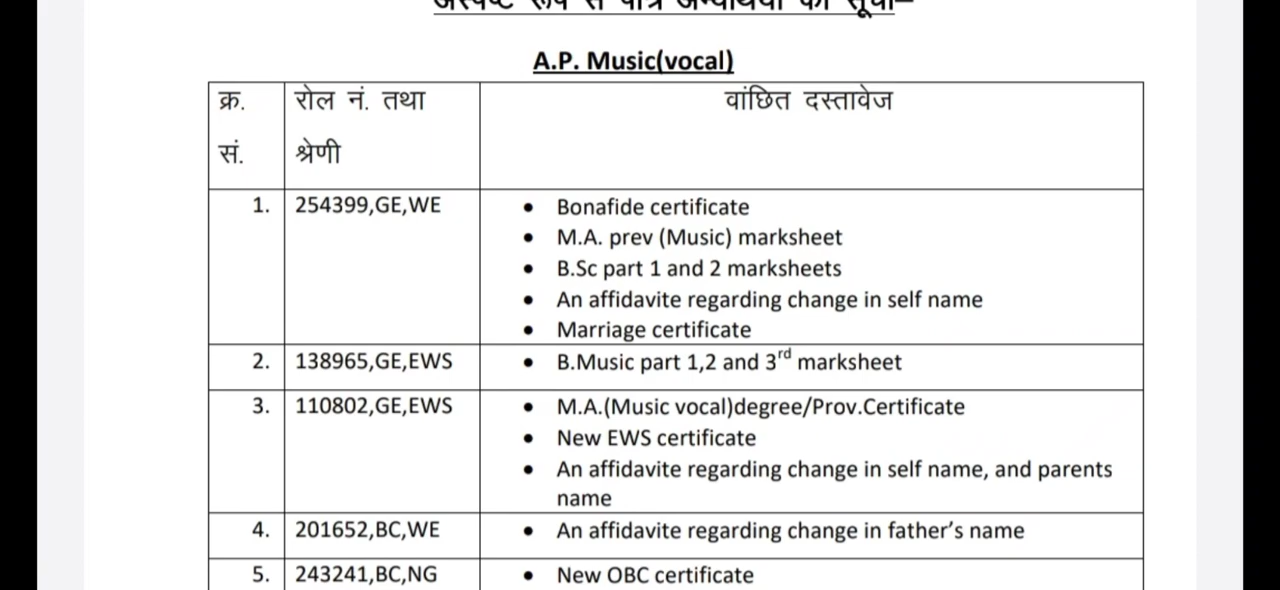 अस्पष्ट रूप से पात्र अभ्यर्थियों की सूची–
A.P. Music(vocal)
क्र. सं.
रोल नं. तथा श्रेणी
वांछित दस्तावेज
1. 254399,GE,WE
• Bonafide certificate
• M.A. prev (Music) marksheet
• B.Sc part 1 and 2 marksheets
• An affidavite regarding change in self name
• Marriage certificate
2. 138965,GE,EWS
• B.Music part 1,2 and 3rd marksheet
3. 110802,GE,EWS
• M.A.(Music vocal)degree/Prov.Certificate
• New EWS certificate
• An affidavite regarding change in self name, and parents
name
4. 201652,BC,WE
• An affidavite regarding change in father’s name
5. 243241,BC,NG
• New OBC certificate